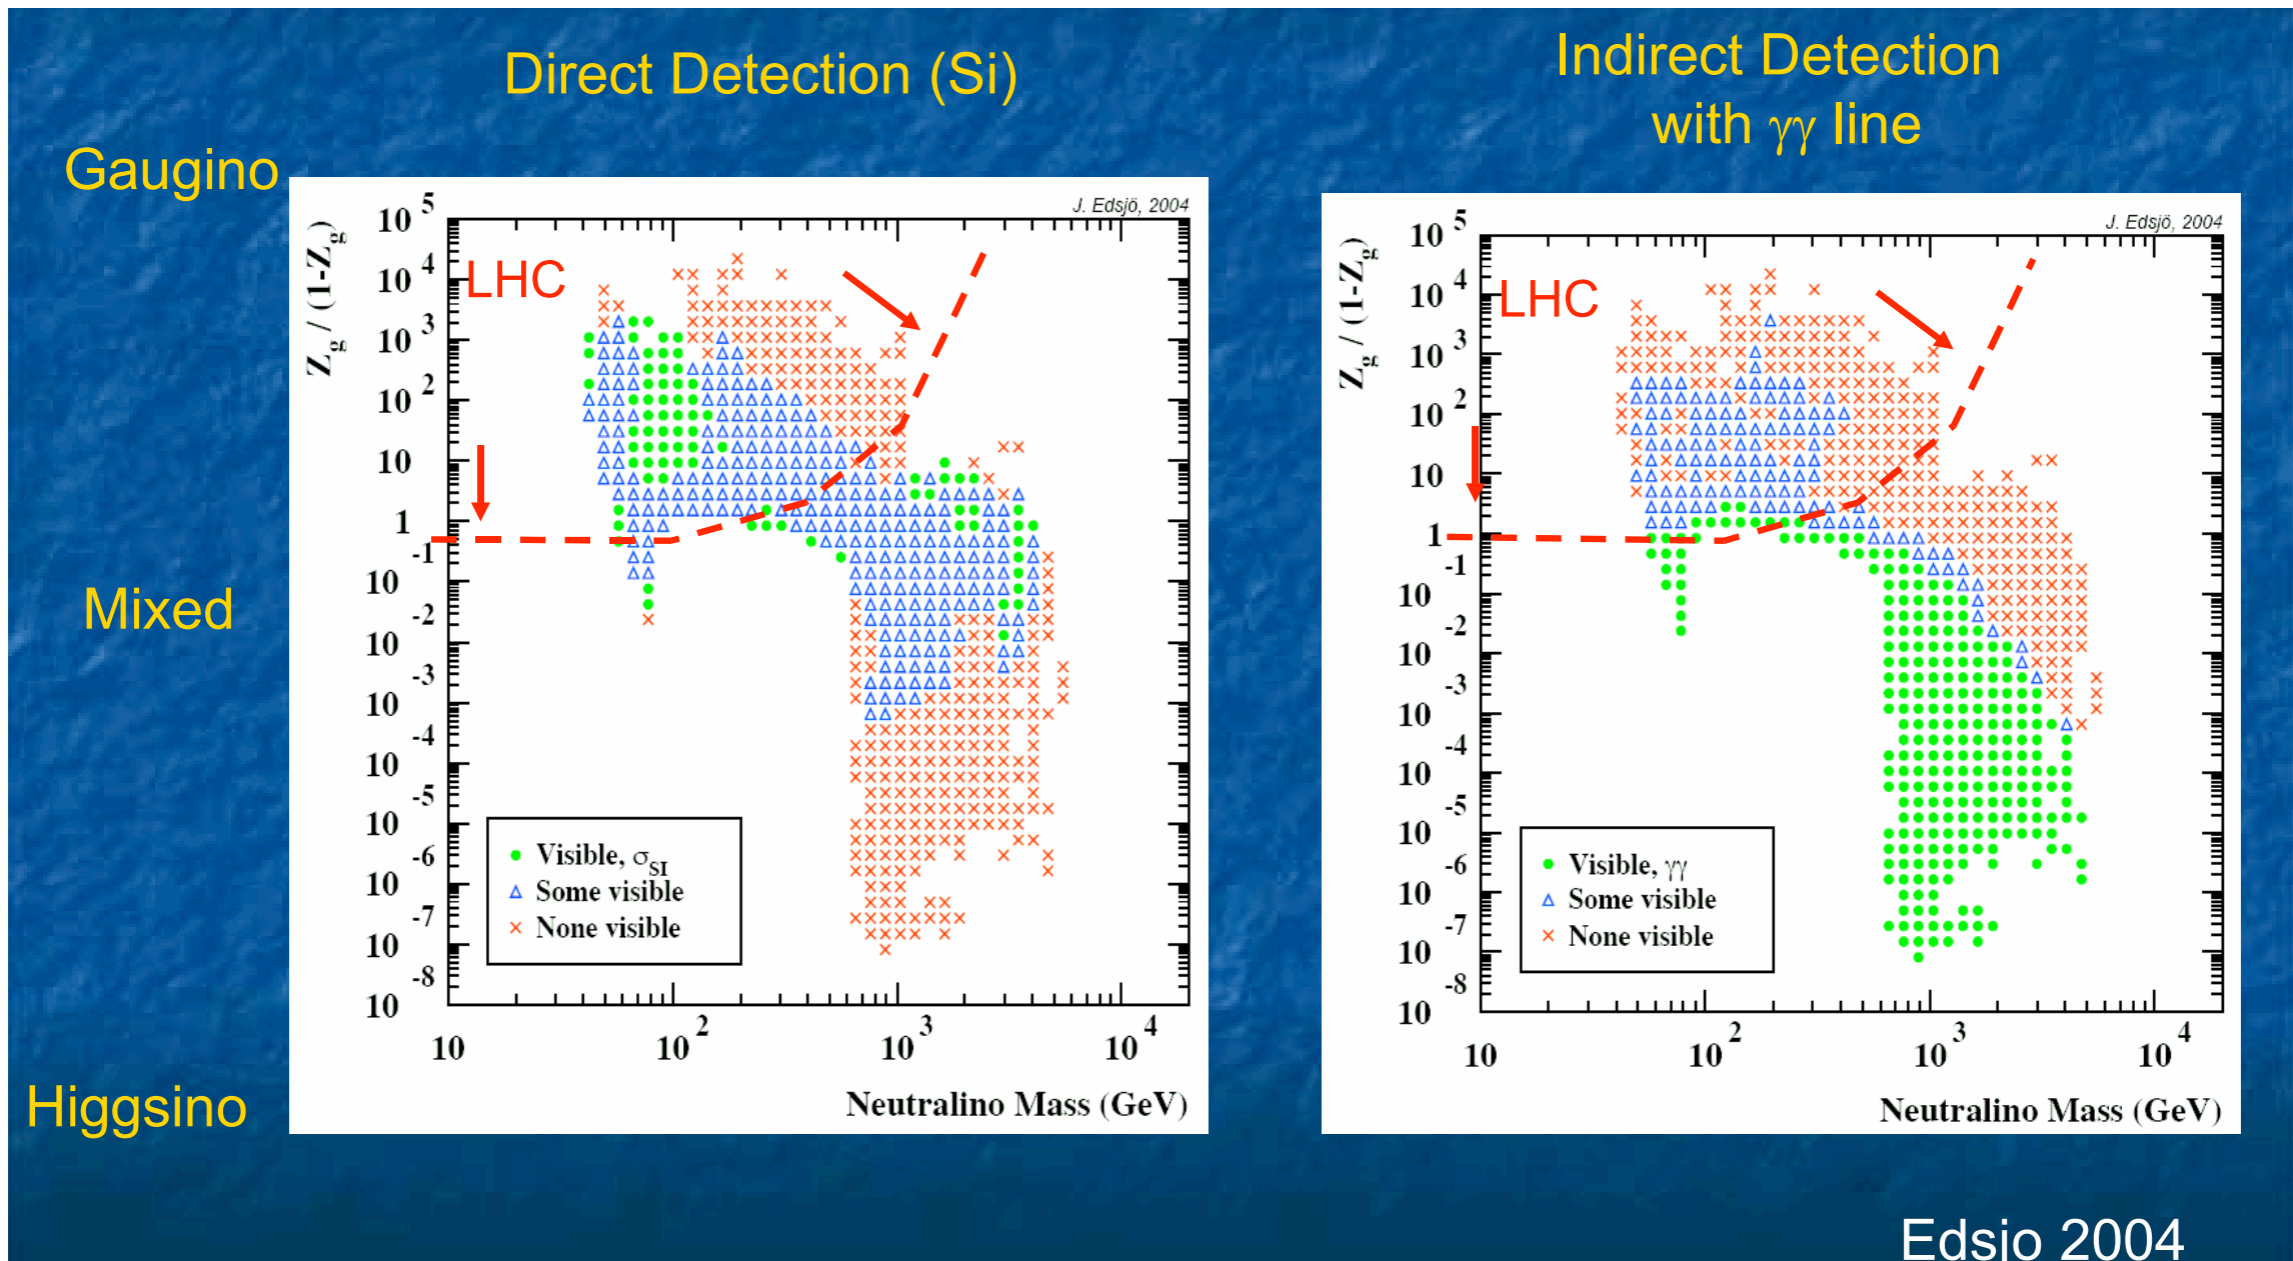 Direct Detection (Si)
Indirect Detection
with γγ line
Gaugino
Mixed
Higgsino
J. Edsjö, 2004
Z_g / (1-Z_g)
10^5
10^4
10^3
10^2
10
1
10^-1
10^-2
10^-3
10^-4
10^-5
10^-6
10^-7
10^-8
LHC
Visible, σ_SI
Some visible
None visible
10 10^2 10^3 10^4
Neutralino Mass (GeV)
J. Edsjö, 2004
Z_g / (1-Z_g)
10^5
10^4
10^3
10^2
10
1
10^-1
10^-2
10^-3
10^-4
10^-5
10^-6
10^-7
10^-8
LHC
Visible, γγ
Some visible
None visible
10 10^2 10^3 10^4
Neutralino Mass (GeV)
Edsjo 2004